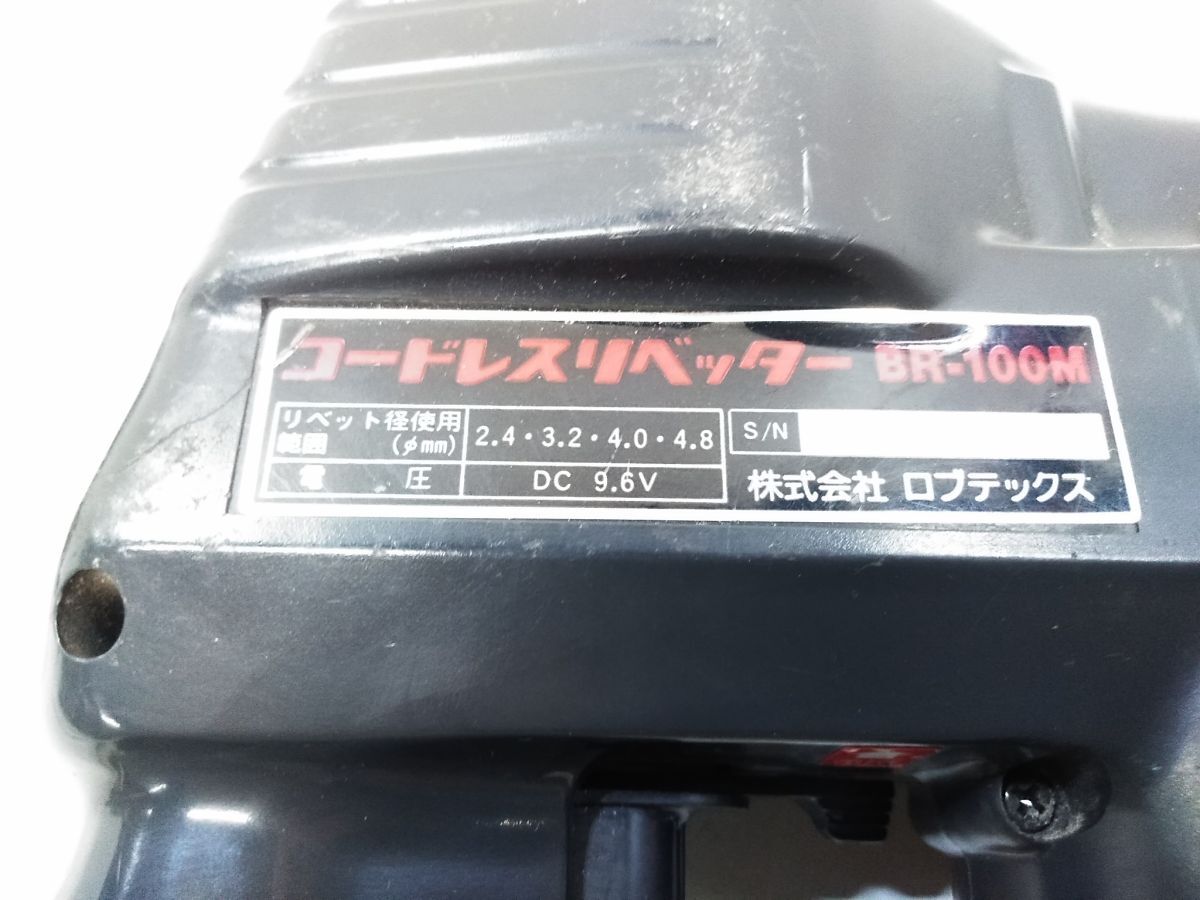 コードレスリベッター BR-100M
リベット径使用
範囲 (φmm)
2.4・3.2・4.0・4.8
S/N
電圧
DC 9.6V
株式会社 ロブテックス